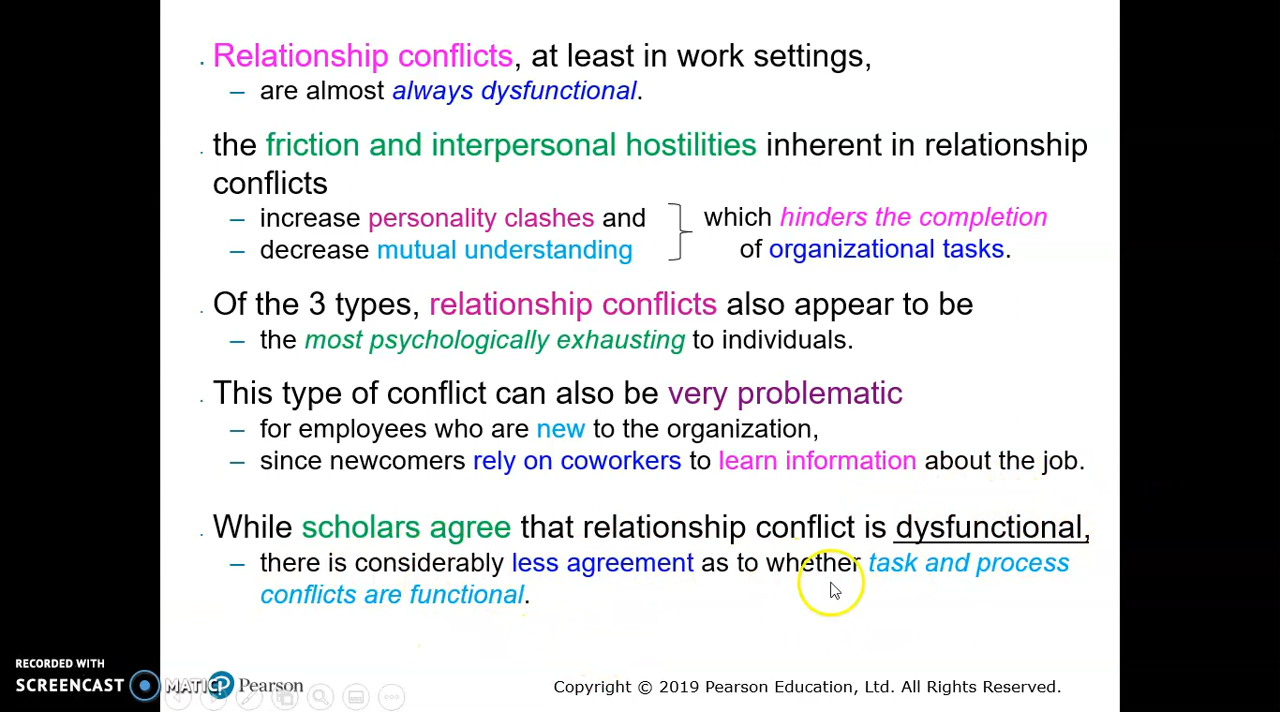 . Relationship conflicts, at least in work settings,
– are almost always dysfunctional.
. the friction and interpersonal hostilities inherent in relationship
conflicts
– increase personality clashes and
– decrease mutual understanding
which hinders the completion
of organizational tasks.
. Of the 3 types, relationship conflicts also appear to be
– the most psychologically exhausting to individuals.
. This type of conflict can also be very problematic
– for employees who are new to the organization,
– since newcomers rely on coworkers to learn information about the job.
. While scholars agree that relationship conflict is dysfunctional,
– there is considerably less agreement as to whether task and process
conflicts are functional.
RECORDED WITH
SCREENCAST MATIC
Pearson
Copyright © 2019 Pearson Education, Ltd. All Rights Reserved.